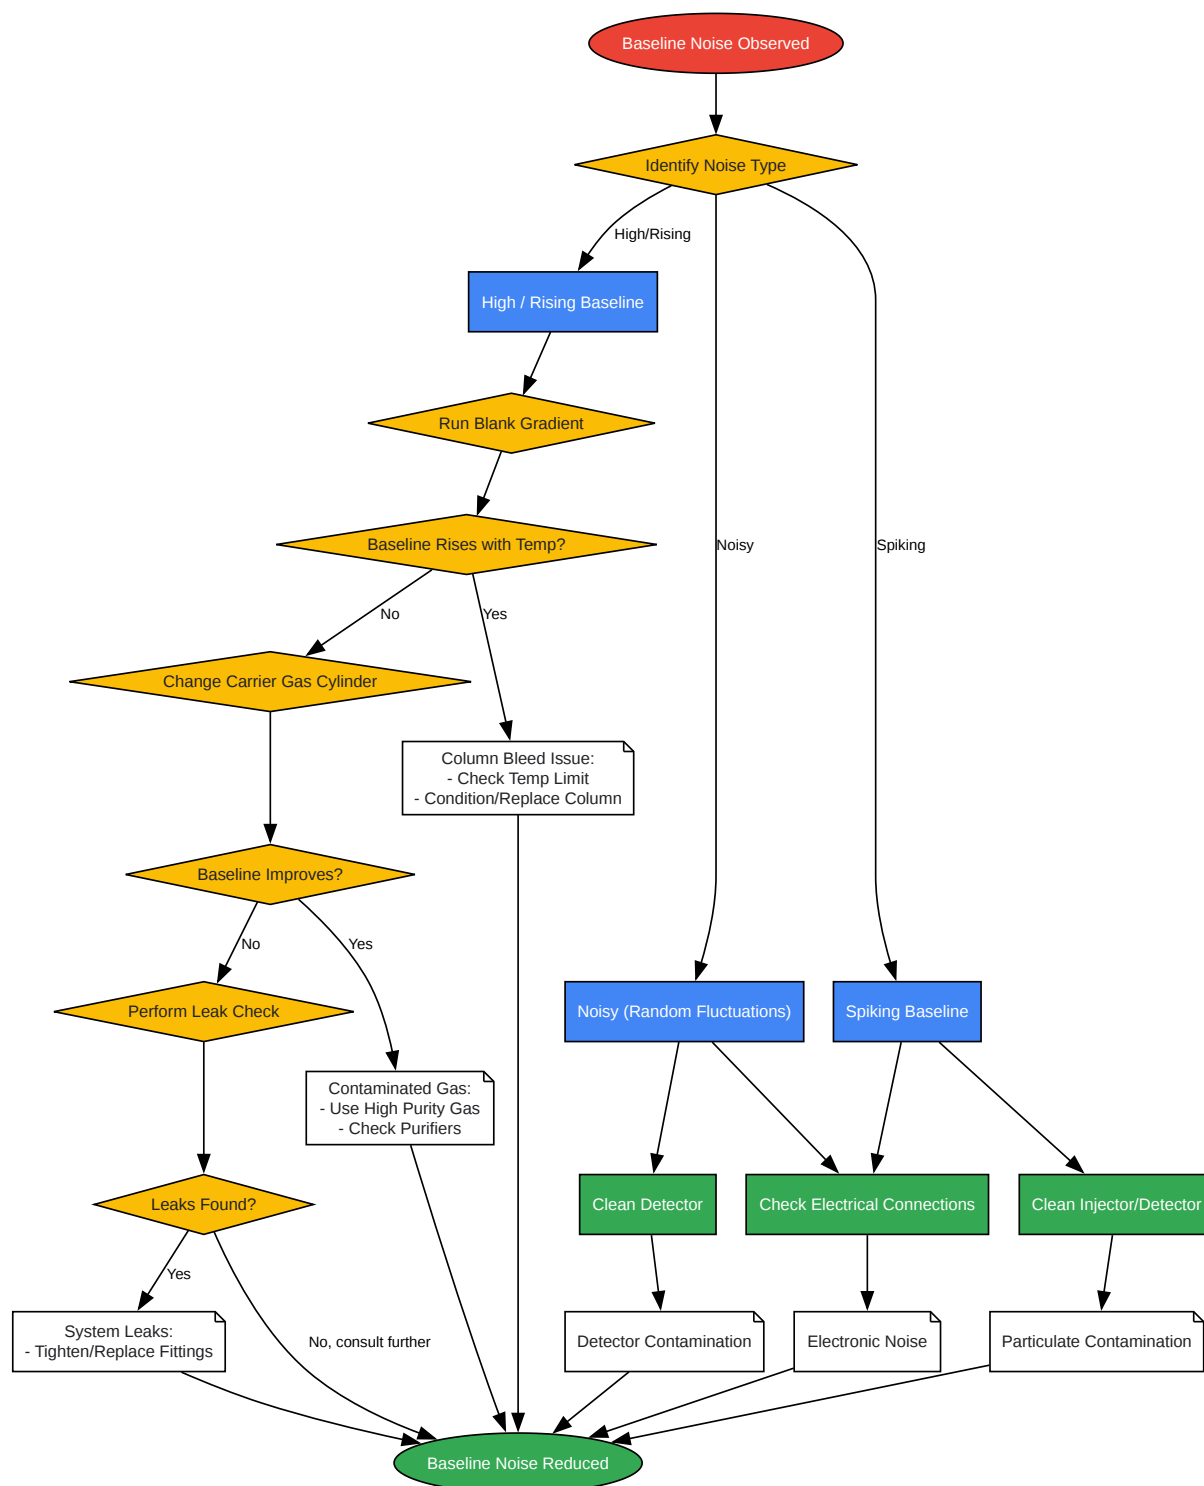 Baseline Noise Observed
Identify Noise Type
High/Rising
High / Rising Baseline
Run Blank Gradient
Baseline Rises with Temp?
Noisy
Spiking
No
Yes
Change Carrier Gas Cylinder
Column Bleed Issue:
- Check Temp Limit
- Condition/Replace Column
Baseline Improves?
No
Yes
Perform Leak Check
Noisy (Random Fluctuations)
Spiking Baseline
Contaminated Gas:
- Use High Purity Gas
- Check Purifiers
Leaks Found?
Clean Detector
Check Electrical Connections
Clean Injector/Detector
Yes
System Leaks:
- Tighten/Replace Fittings
No, consult further
Detector Contamination
Electronic Noise
Particulate Contamination
Baseline Noise Reduced